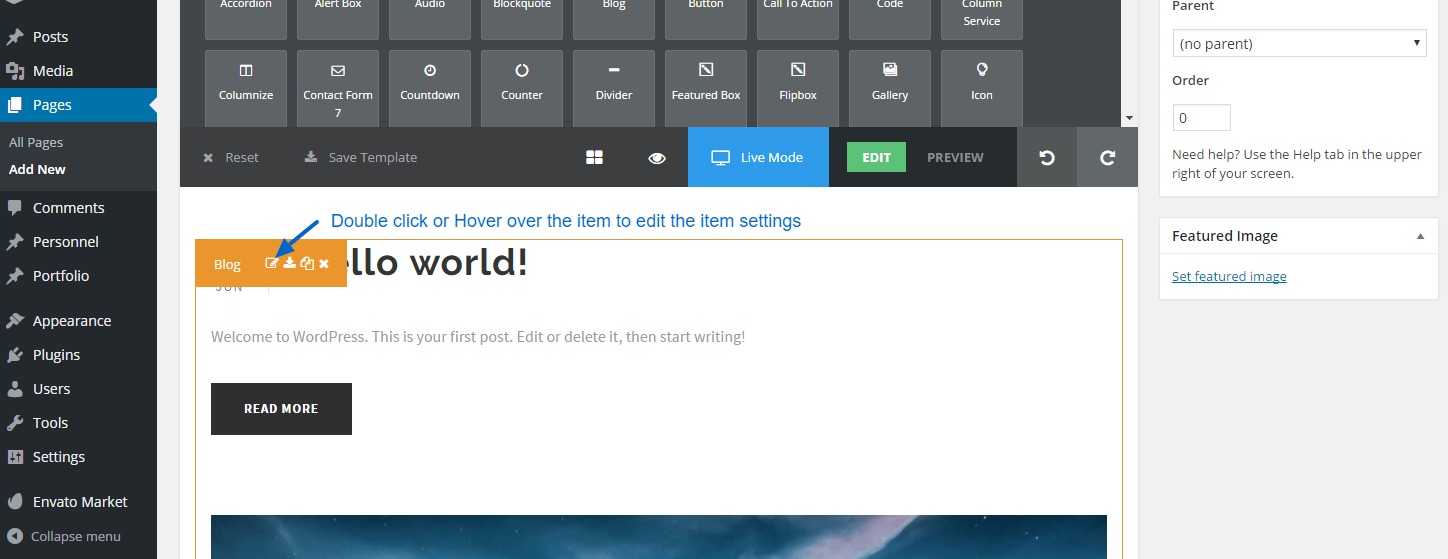 Posts
Media
Pages
All Pages
Add New
Comments
Personnel
Portfolio
Appearance
Plugins
Users
Tools
Settings
Envato Market
Collapse menu
Accordion
Alert Box
Audio
Blockquote
Blog
Button
Call To Action
Code
Column
Service
Columnize
Contact Form
7
Countdown
Counter
Divider
Featured Box
Flipbox
Gallery
Icon
Reset
Save Template
Live Mode
EDIT
PREVIEW
Double click or Hover over the item to edit the item settings
Blog
ello world!
JUN
Welcome to WordPress. This is your first post. Edit or delete it, then start writing!
READ MORE
Parent
(no parent)
Order
0
Need help? Use the Help tab in the upper
right of your screen.
Featured Image
Set featured image